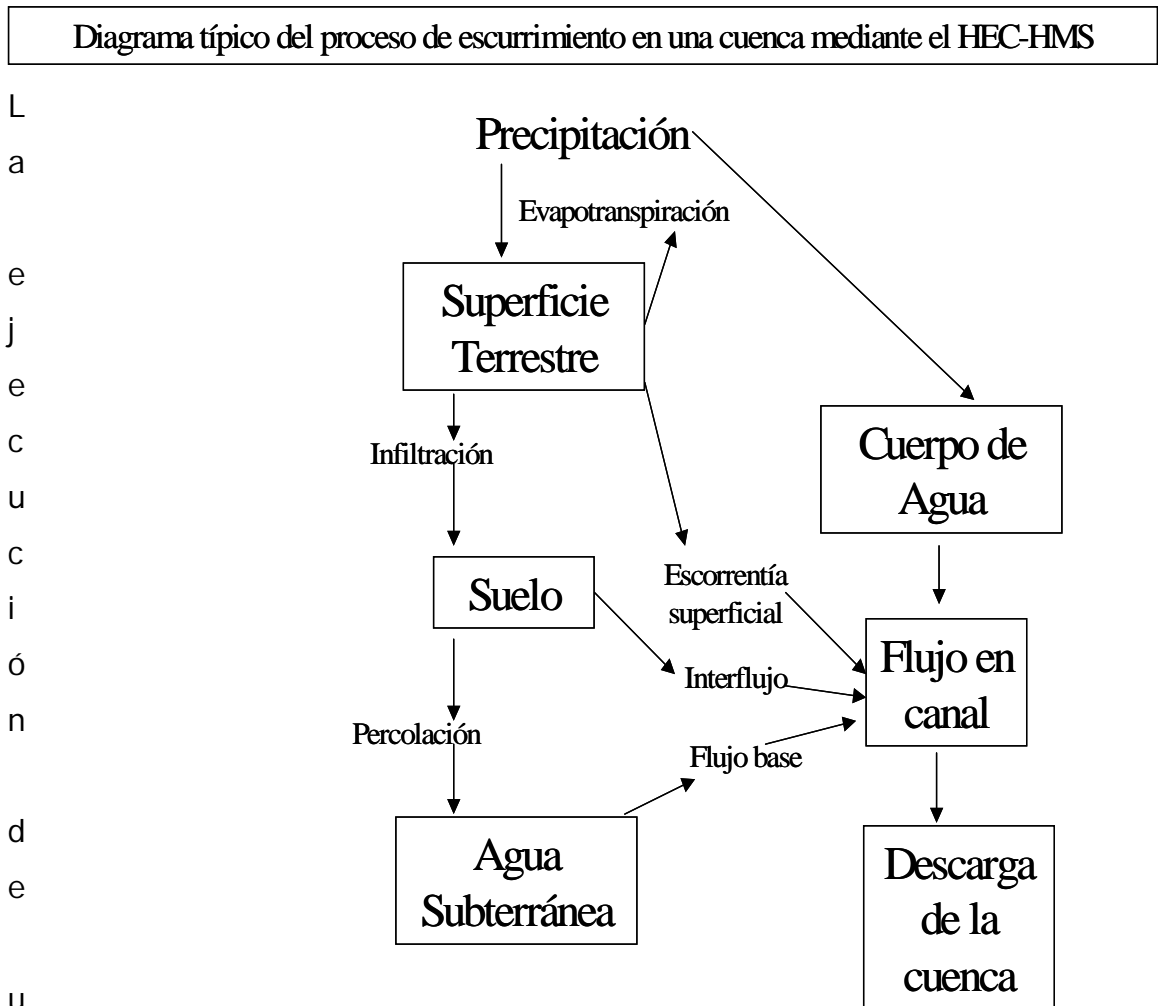 Diagrama típico del proceso de escurrimiento en una cuenca mediante el HEC-HMS
L
a
e
j
e
c
u
c
i
ó
n
d
e
u
Precipitación
Evapotranspiración
Superficie
Terrestre
Infiltración
Cuerpo de
Agua
Suelo
Escorrentía
superficial
Interflujo
Flujo en
canal
Percolación
Flujo base
Agua
Subterránea
Descarga
de la
cuenca